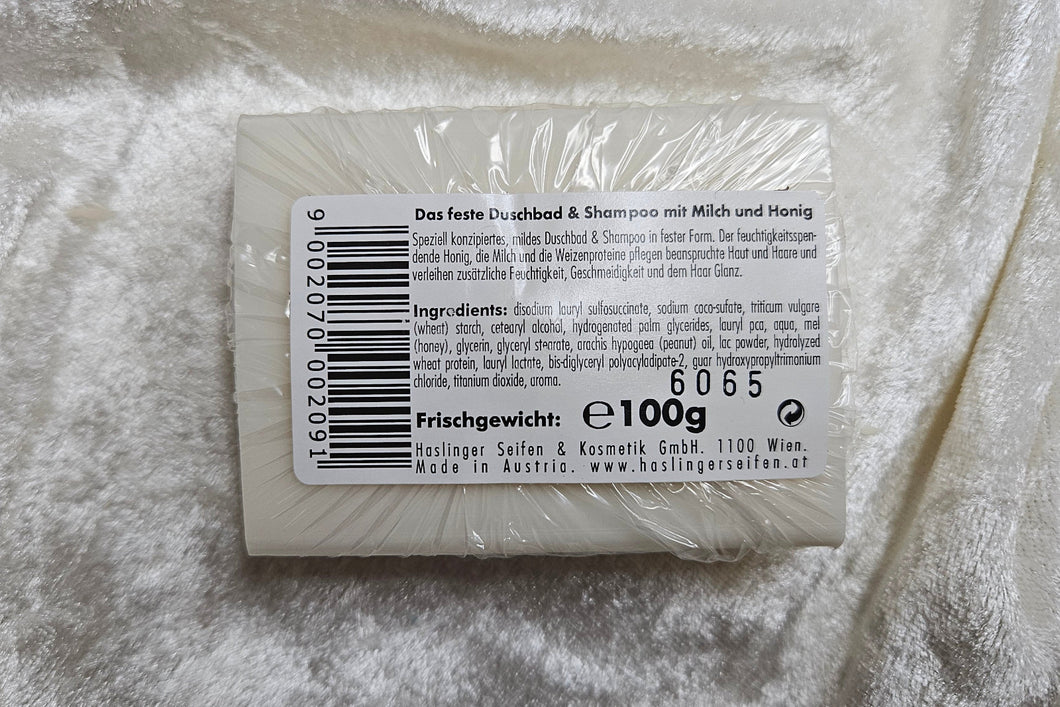 Das feste Duschbad & Shampoo mit Milch und Honig
Speziell konzipiertes, mildes Duschbad & Shampoo in fester Form. Der feuchtigkeitsspen-
dende Honig, die Milch und die Weizenproteine pflegen beanspruchte Haut und Haare und
verleihen zusätzliche Feuchtigkeit, Geschmeidigkeit und dem Haar Glanz.
Ingredients: disodium lauryl sulfosuccinate, sodium coco-sufate, triticum vulgare
(wheat) starch, cetearyl alcohol, hydrogenated palm glycerides, lauryl pca, aqua, mel
(honey), glycerin, glyceryl stearate, arachis hypogaea (peanut) oil, lac powder, hydrolyzed
wheat protein, lauryl lactate, bis-diglyceryl polyacyladipate-2, guar hydroxypropyltrimonium
chloride, titanium dioxide, aroma.
6065
Frischgewicht: ℮100g
Haslinger Seifen & Kosmetik GmbH. 1100 Wien.
Made in Austria. www.haslingerseifen.at
9 002070 002091